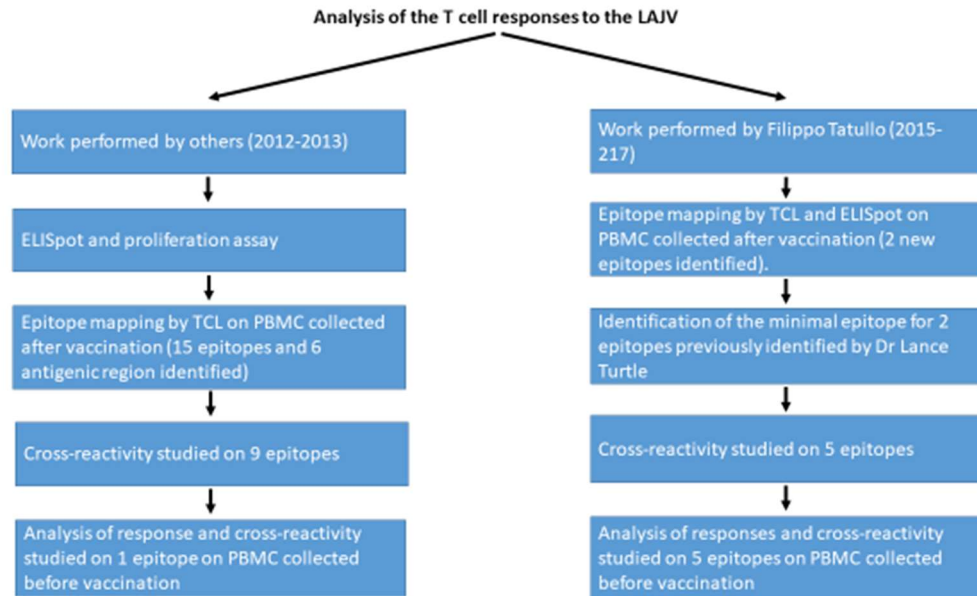 Analysis of the T cell responses to the LAJV
Work performed by others (2012-2013)
ELISpot and proliferation assay
Epitope mapping by TCL on PBMC collected
after vaccination (15 epitopes and 6
antigenic region identified)
Cross-reactivity studied on 9 epitopes
Analysis of response and cross-reactivity
studied on 1 epitope on PBMC collected
before vaccination
Work performed by Filippo Tatullo (2015-
217)
Epitope mapping by TCL and ELISpot on
PBMC collected after vaccination (2 new
epitopes identified).
Identification of the minimal epitope for 2
epitopes previously identified by Dr Lance
Turtle
Cross-reactivity studied on 5 epitopes
Analysis of responses and cross-reactivity
studied on 5 epitopes on PBMC collected
before vaccination